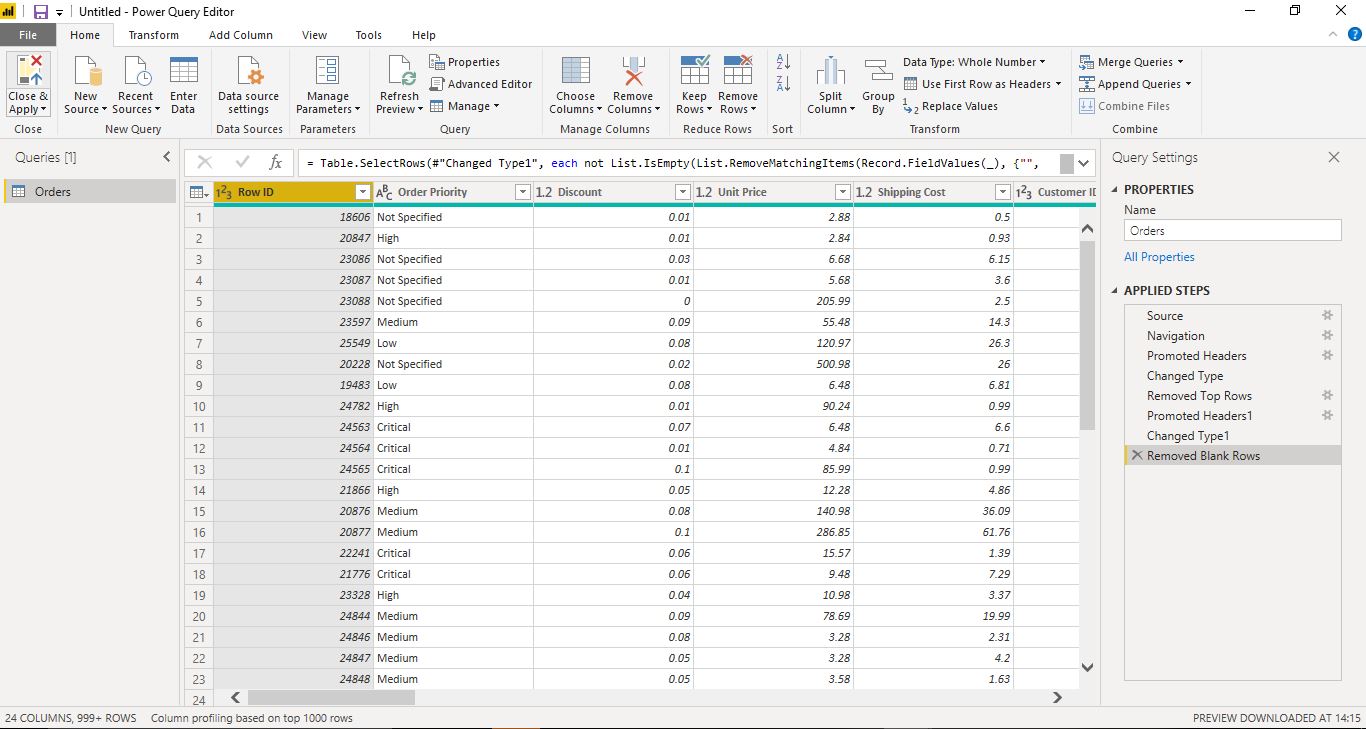 Untitled - Power Query Editor
File Home Transform Add Column View Tools Help
Close & Apply
New Source
Recent Sources
Enter Data
Data source settings
Manage Parameters
Refresh Preview
Properties
Advanced Editor
Manage
Choose Columns
Remove Columns
Keep Rows
Remove Rows
Split Column
Group By
Data Type: Whole Number
Use First Row as Headers
Replace Values
Merge Queries
Append Queries
Combine Files
Close New Query Data Sources Parameters Query Manage Columns Reduce Rows Sort Transform Combine
Queries [1]
Orders
fx = Table.SelectRows(#"Changed Type1", each not List.IsEmpty(List.RemoveMatchingItems(Record.FieldValues(_), {"",
1²3 Row ID ABC Order Priority 1.2 Discount 1.2 Unit Price 1.2 Shipping Cost 1²3 Customer ID
1 18606 Not Specified 0.01 2.88 0.5
2 20847 High 0.01 2.84 0.93
3 23086 Not Specified 0.03 6.68 6.15
4 23087 Not Specified 0.01 5.68 3.6
5 23088 Not Specified 0 205.99 2.5
6 23597 Medium 0.09 55.48 14.3
7 25549 Low 0.08 120.97 26.3
8 20228 Not Specified 0.02 500.98 26
9 19483 Low 0.08 6.48 6.81
10 24782 High 0.01 90.24 0.99
11 24563 Critical 0.07 6.48 6.6
12 24564 Critical 0.01 4.84 0.71
13 24565 Critical 0.1 85.99 0.99
14 21866 High 0.05 12.28 4.86
15 20876 Medium 0.08 140.98 36.09
16 20877 Medium 0.1 286.85 61.76
17 22241 Critical 0.06 15.57 1.39
18 21776 Critical 0.06 9.48 7.29
19 23328 High 0.04 10.98 3.37
20 24844 Medium 0.09 78.69 19.99
21 24846 Medium 0.08 3.28 2.31
22 24847 Medium 0.05 3.28 4.2
23 24848 Medium 0.05 3.58 1.63
24
Query Settings
PROPERTIES
Name
Orders
All Properties
APPLIED STEPS
Source
Navigation
Promoted Headers
Changed Type
Removed Top Rows
Promoted Headers1
Changed Type1
Removed Blank Rows
24 COLUMNS, 999+ ROWS Column profiling based on top 1000 rows PREVIEW DOWNLOADED AT 14:15